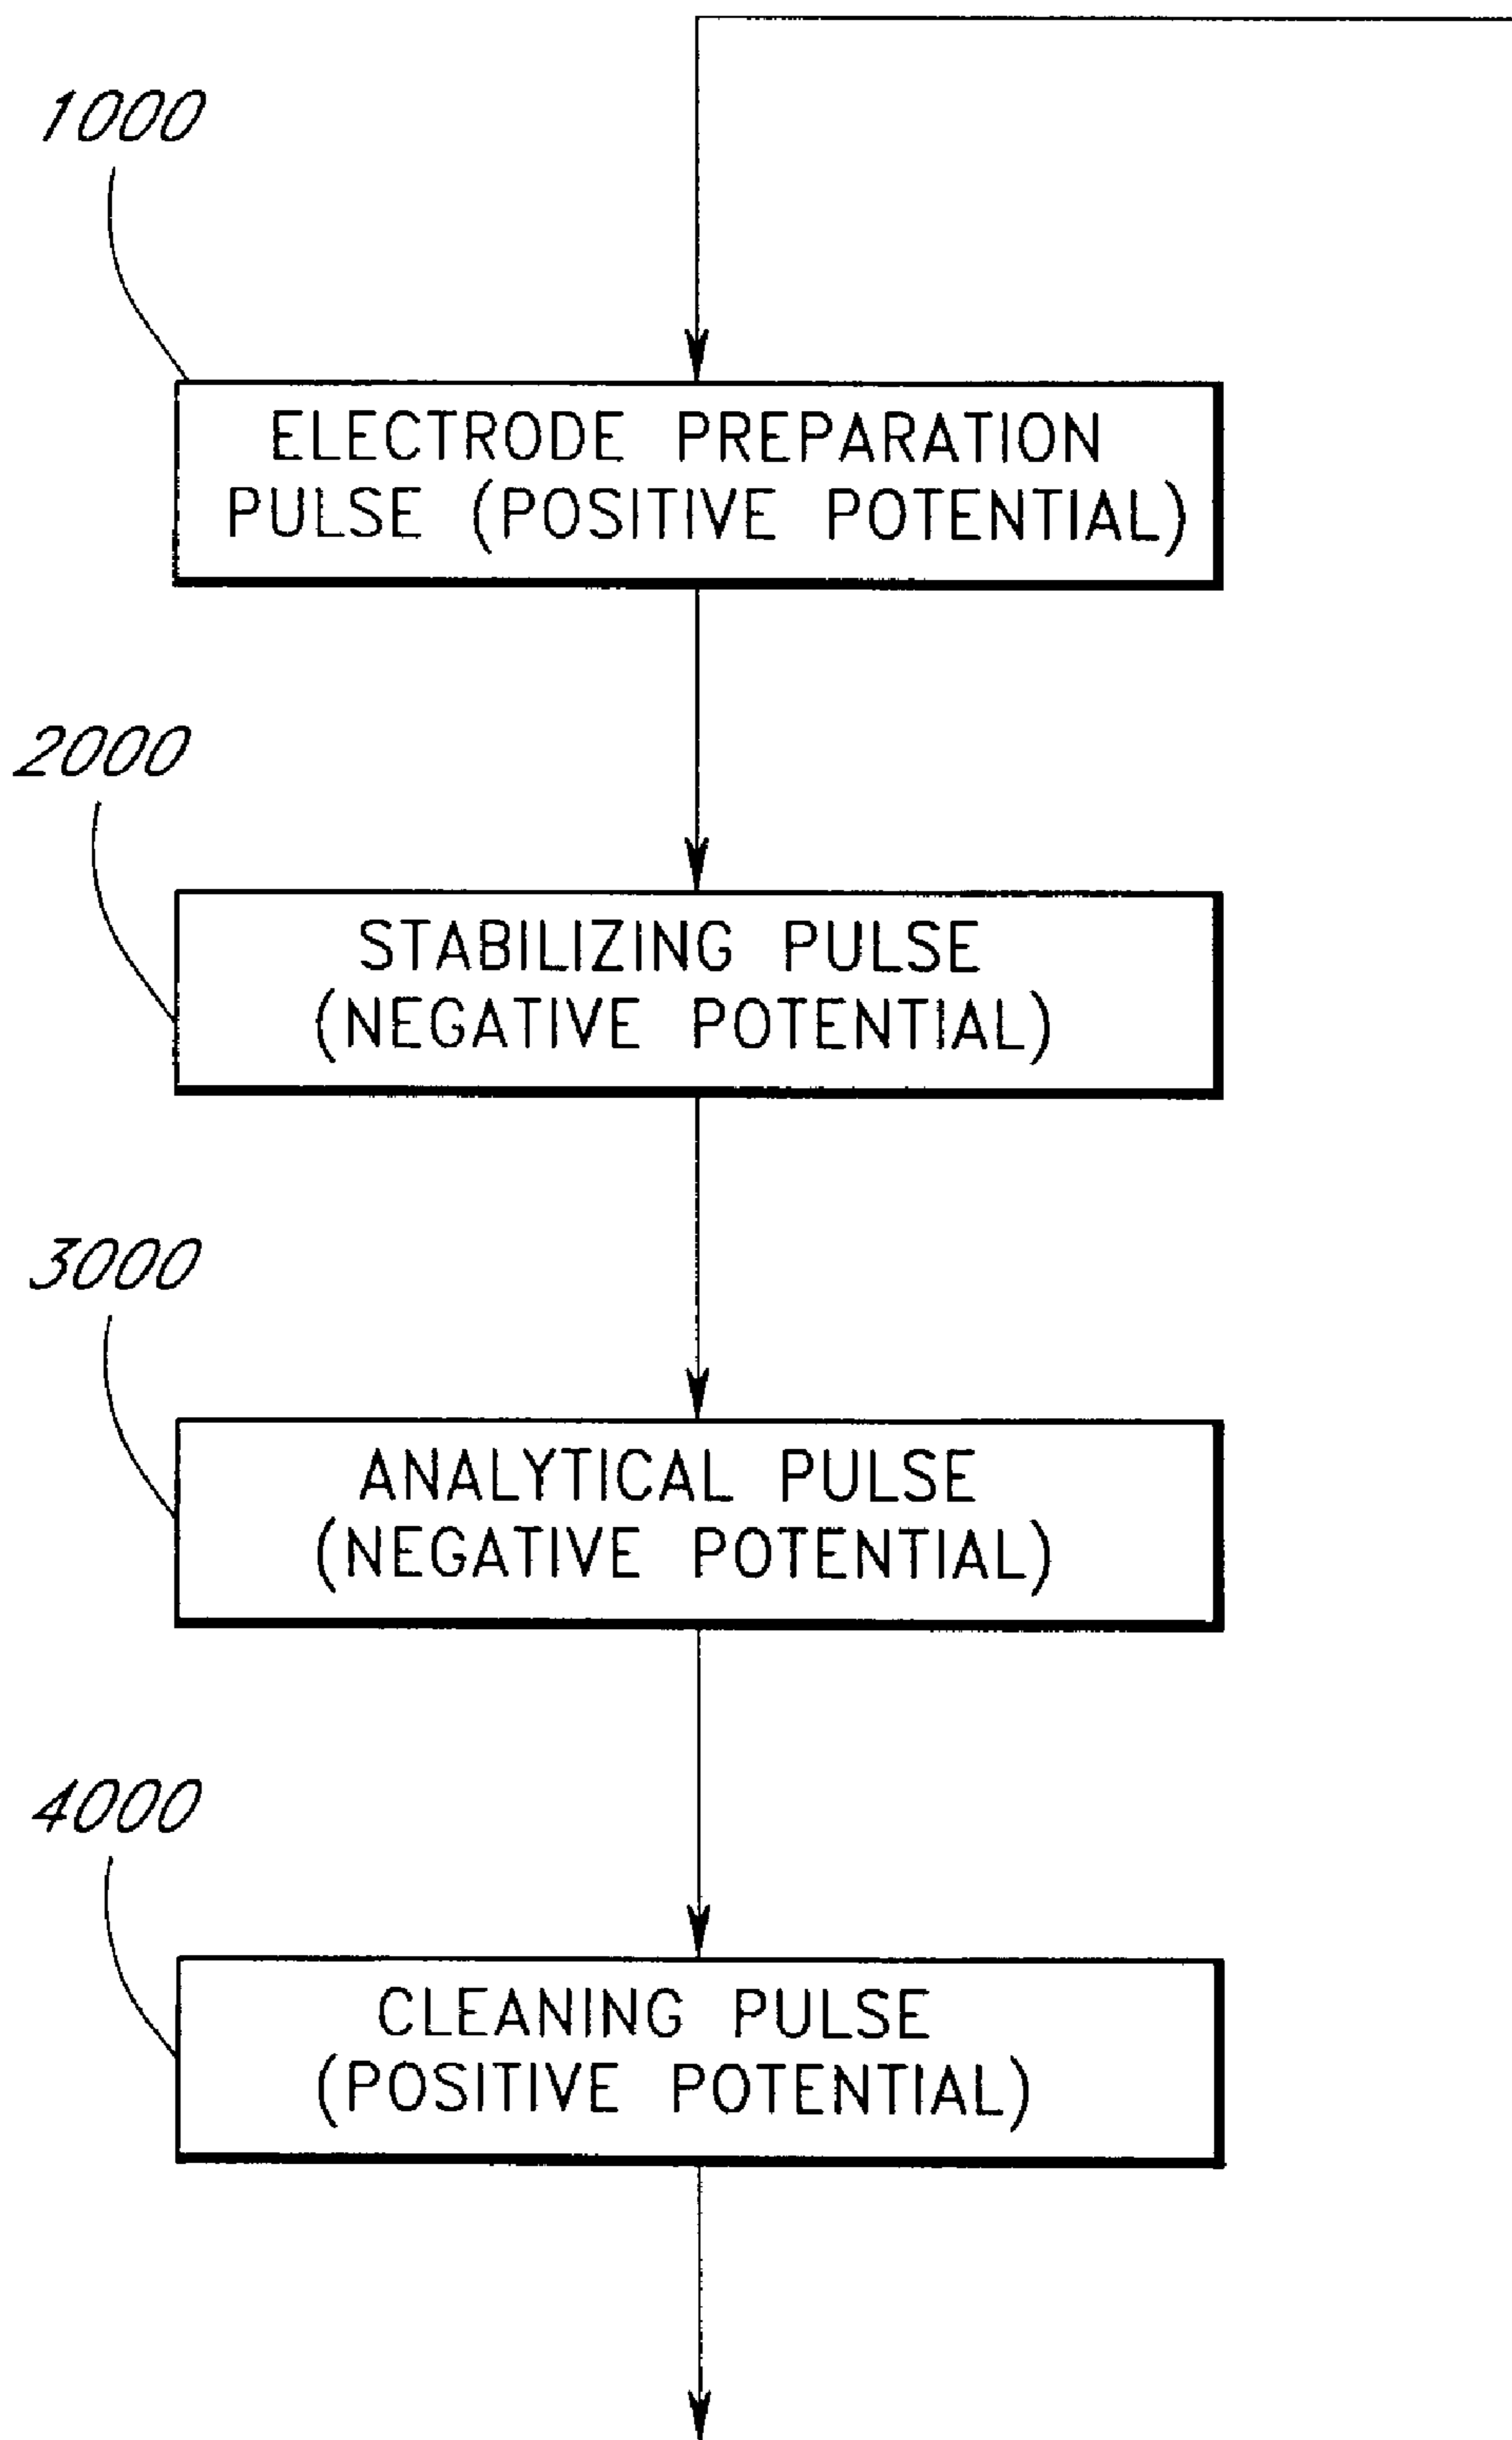 1000
ELECTRODE PREPARATION
PULSE (POSITIVE POTENTIAL)
2000
STABILIZING PULSE
(NEGATIVE POTENTIAL)
3000
ANALYTICAL PULSE
(NEGATIVE POTENTIAL)
4000
CLEANING PULSE
(POSITIVE POTENTIAL)